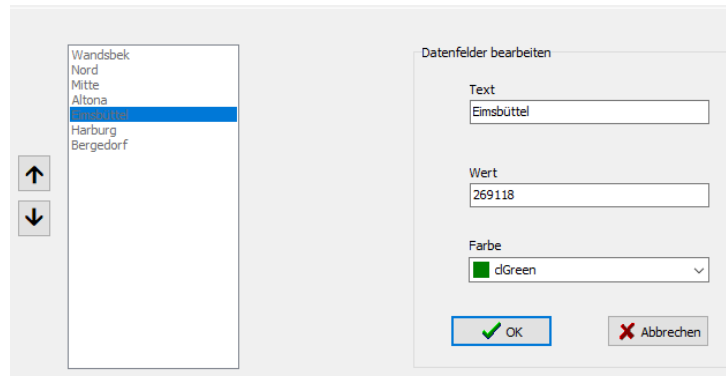 Wandsbek
Nord
Mitte
Altona
Eimsbüttel
Harburg
Bergedorf
Datenfelder bearbeiten
Text
Eimsbüttel
Wert
269118
Farbe
clGreen
OK
Abbrechen